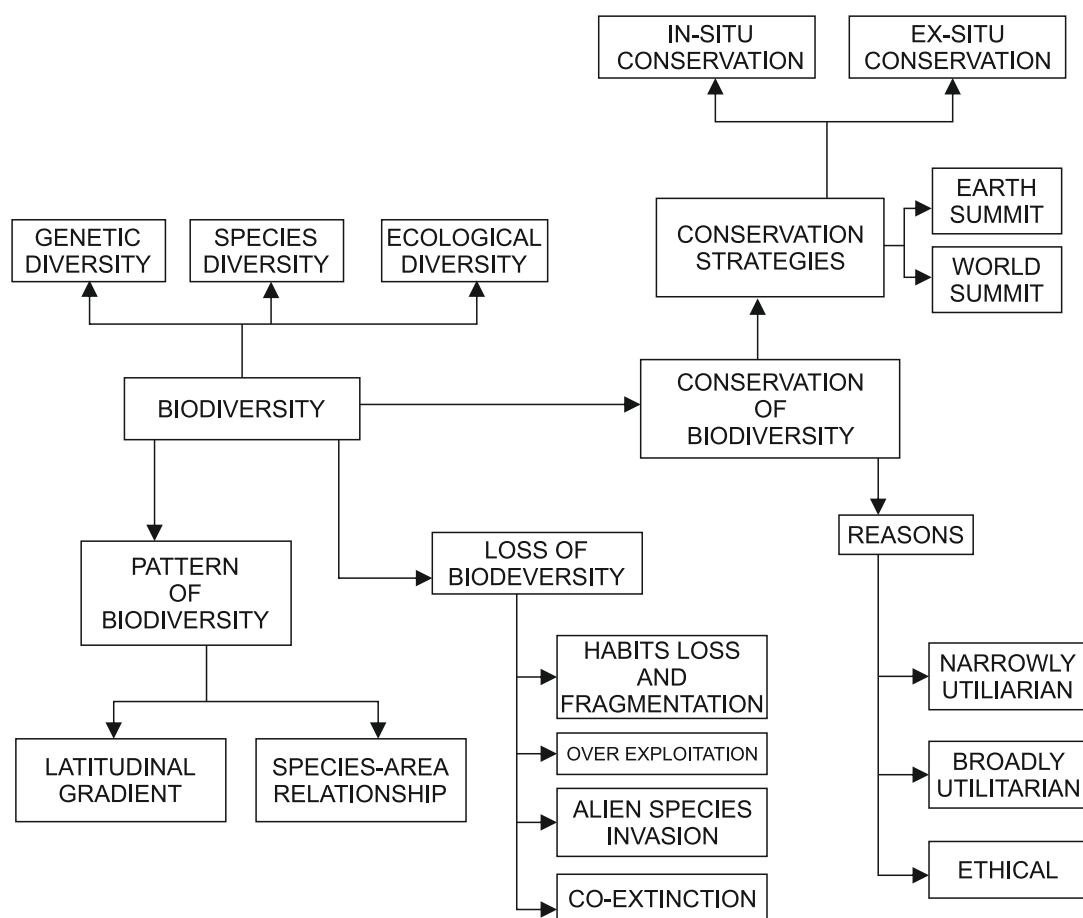 IN-SITU
CONSERVATION
EX-SITU
CONSERVATION
EARTH
SUMMIT
CONSERVATION
STRATEGIES
WORLD
SUMMIT
GENETIC
DIVERSITY
SPECIES
DIVERSITY
ECOLOGICAL
DIVERSITY
BIODIVERSITY
CONSERVATION
OF
BIODIVERSITY
REASONS
PATTERN
OF
BIODIVERSITY
LOSS OF
BIODEVERSITY
HABITS LOSS
AND
FRAGMENTATION
NARROWLY
UTILIARIAN
LATITUDINAL
GRADIENT
SPECIES-AREA
RELATIONSHIP
OVER EXPLOITATION
BROADLY
UTILITARIAN
ALIEN SPECIES
INVASION
CO-EXTINCTION
ETHICAL